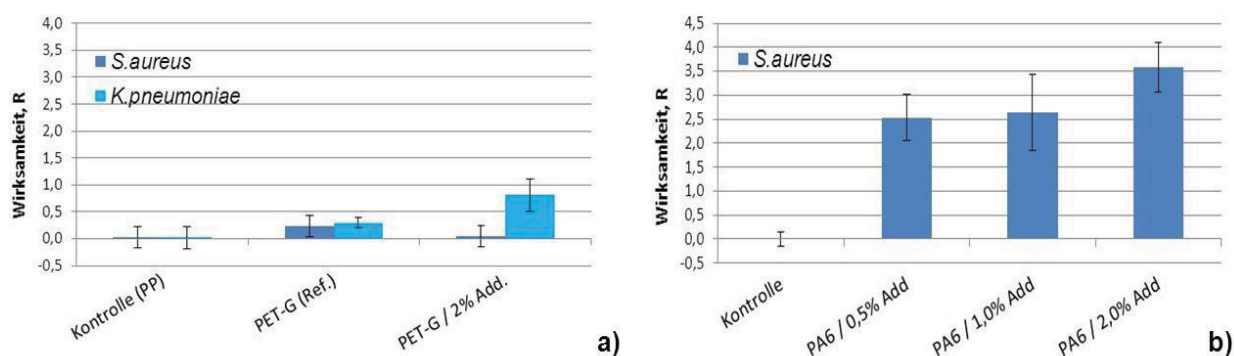 4,0
3,5
3,0
2,5
2,0
1,5
1,0
0,5
0,0
-0,5
Wirksamkeit, R
S.aureus
K.pneumoniae
Kontrolle (PP)
PET-G (Ref.)
PET-G / 2% Add.
a)
4,5
4,0
3,5
3,0
2,5
2,0
1,5
1,0
0,5
0,0
-0,5
Wirksamkeit, R
S.aureus
Kontrolle
PA6 / 0,5% Add
PA6 / 1,0% Add
PA6 / 2,0% Add
b)